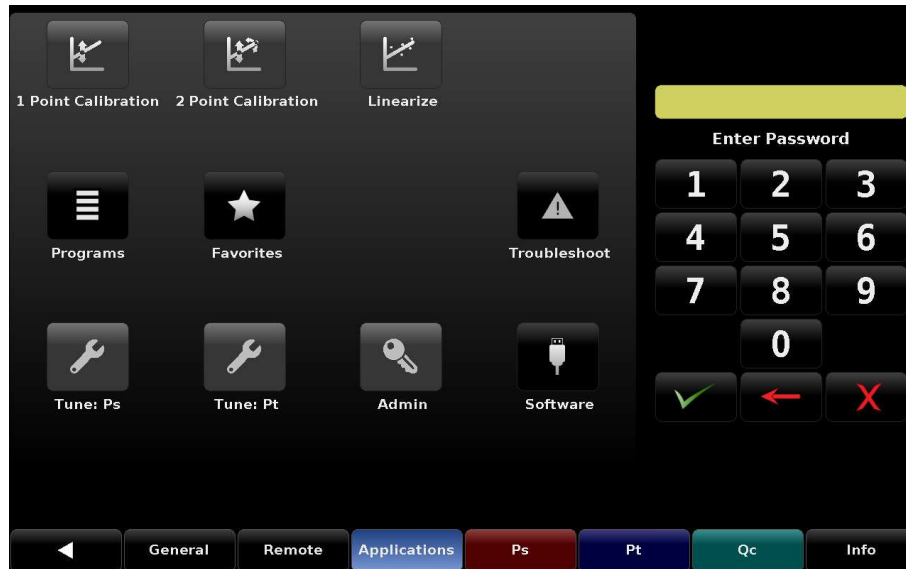 1 Point Calibration
2 Point Calibration
Linearize
Programs
Favorites
Troubleshoot
Tune: Ps
Tune: Pt
Admin
Software
Enter Password
1 2 3
4 5 6
7 8 9
0
General
Remote
Applications
Ps
Pt
Qc
Info